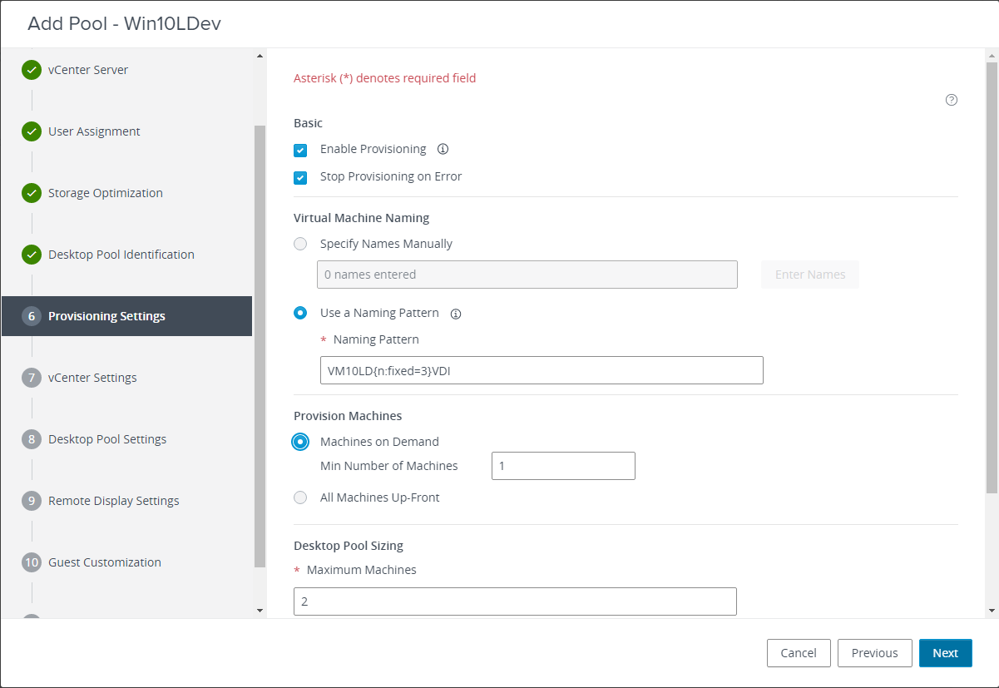 Add Pool - Win10LDev
vCenter Server
User Assignment
Storage Optimization
Desktop Pool Identification
6 Provisioning Settings
7 vCenter Settings
8 Desktop Pool Settings
9 Remote Display Settings
10 Guest Customization
Asterisk (*) denotes required field
?
Basic
Enable Provisioning i
Stop Provisioning on Error
Virtual Machine Naming
Specify Names Manually
0 names entered Enter Names
Use a Naming Pattern i
* Naming Pattern
VM10LD{n:fixed=3}VDI
Provision Machines
Machines on Demand
Min Number of Machines 1
All Machines Up-Front
Desktop Pool Sizing
* Maximum Machines
2
Cancel Previous Next